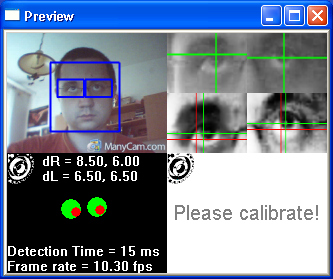 Preview
ManyCam.com
dR = 8.50, 6.00
dL = 6.50, 6.50
Please calibrate!
Detection Time = 15 ms
Frame rate = 10.30 fps